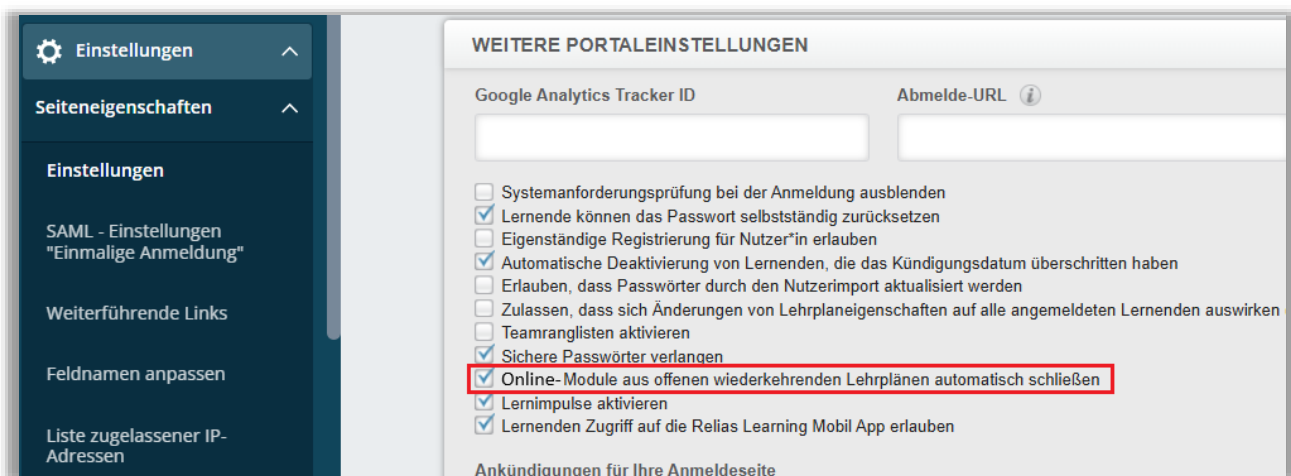 Einstellungen
Seiteneigenschaften
Einstellungen
SAML - Einstellungen
"Einmalige Anmeldung"
Weiterführende Links
Feldnamen anpassen
Liste zugelassener IP-
Adressen
WEITERE PORTALEINSTELLUNGEN
Google Analytics Tracker ID
Abmelde-URL
Systemanforderungsprüfung bei der Anmeldung ausblenden
Lernende können das Passwort selbstständig zurücksetzen
Eigenständige Registrierung für Nutzer*in erlauben
Automatische Deaktivierung von Lernenden, die das Kündigungsdatum überschritten haben
Erlauben, dass Passwörter durch den Nutzerimport aktualisiert werden
Zulassen, dass sich Änderungen von Lehrplaneigenschaften auf alle angemeldeten Lernenden auswirken
Teamranglisten aktivieren
Sichere Passwörter verlangen
Online-Module aus offenen wiederkehrenden Lehrplänen automatisch schließen
Lernimpulse aktivieren
Lernenden Zugriff auf die Relias Learning Mobil App erlauben
Ankündigungen für Ihre Anmeldeseite